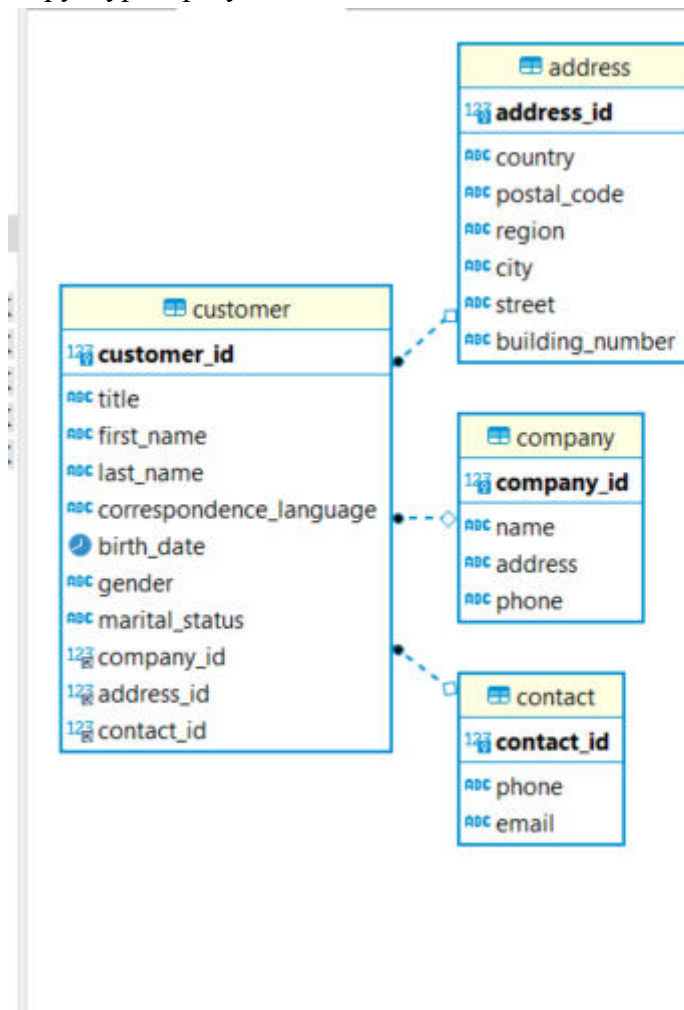 customer
customer_id
title
first_name
last_name
correspondence_language
birth_date
gender
marital_status
company_id
address_id
contact_id
address
address_id
country
postal_code
region
city
street
building_number
company
company_id
name
address
phone
contact
contact_id
phone
email